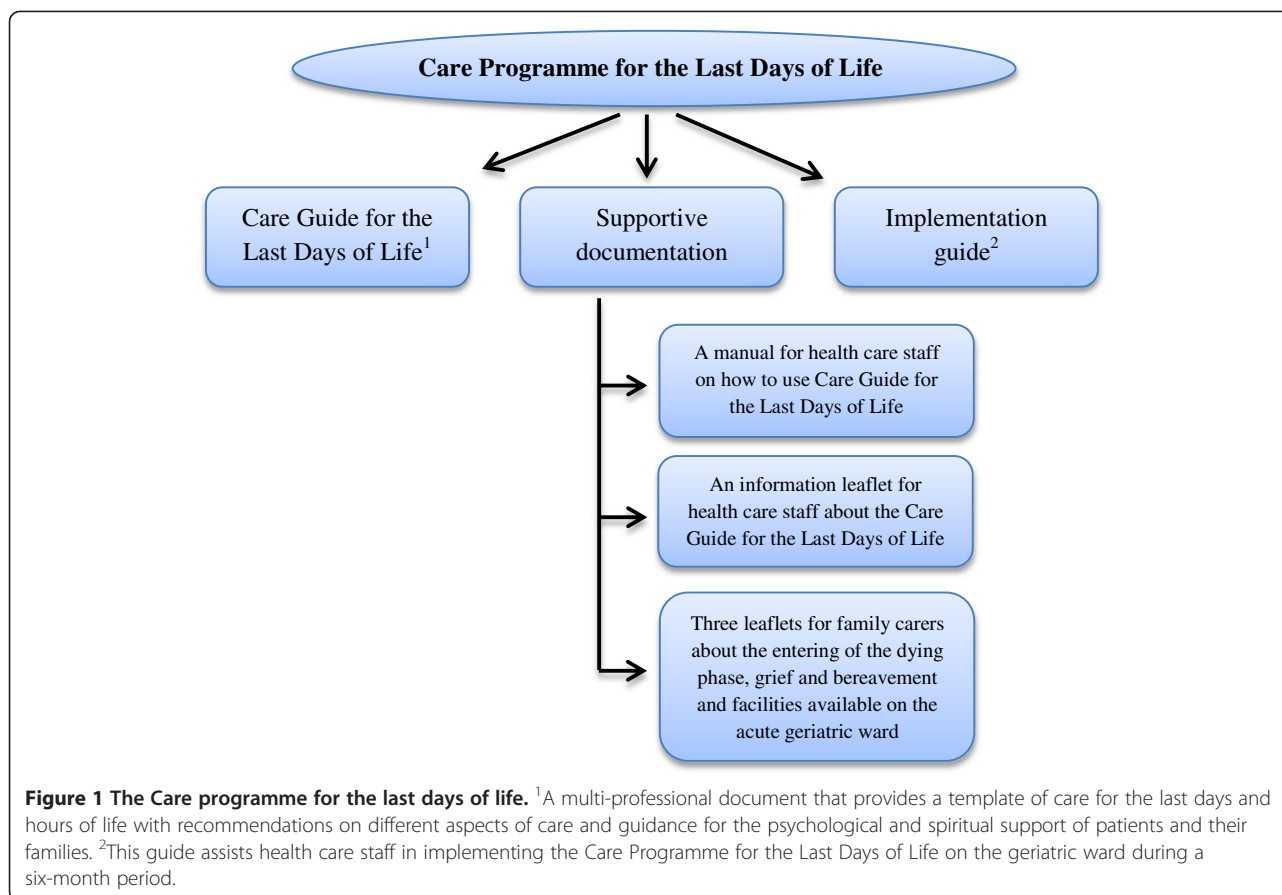 Care Programme for the Last Days of Life
Care Guide for the
Last Days of Life1
Supportive
documentation
Implementation
guide2
A manual for health care staff
on how to use Care Guide for
the Last Days of Life
An information leaflet for
health care staff about the Care
Guide for the Last Days of Life
Three leaflets for family carers
about the entering of the dying
phase, grief and bereavement
and facilities available on the
acute geriatric ward
Figure 1 The Care programme for the last days of life. 1A multi-professional document that provides a template of care for the last days and
hours of life with recommendations on different aspects of care and guidance for the psychological and spiritual support of patients and their
families. 2This guide assists health care staff in implementing the Care Programme for the Last Days of Life on the geriatric ward during a
six-month period.